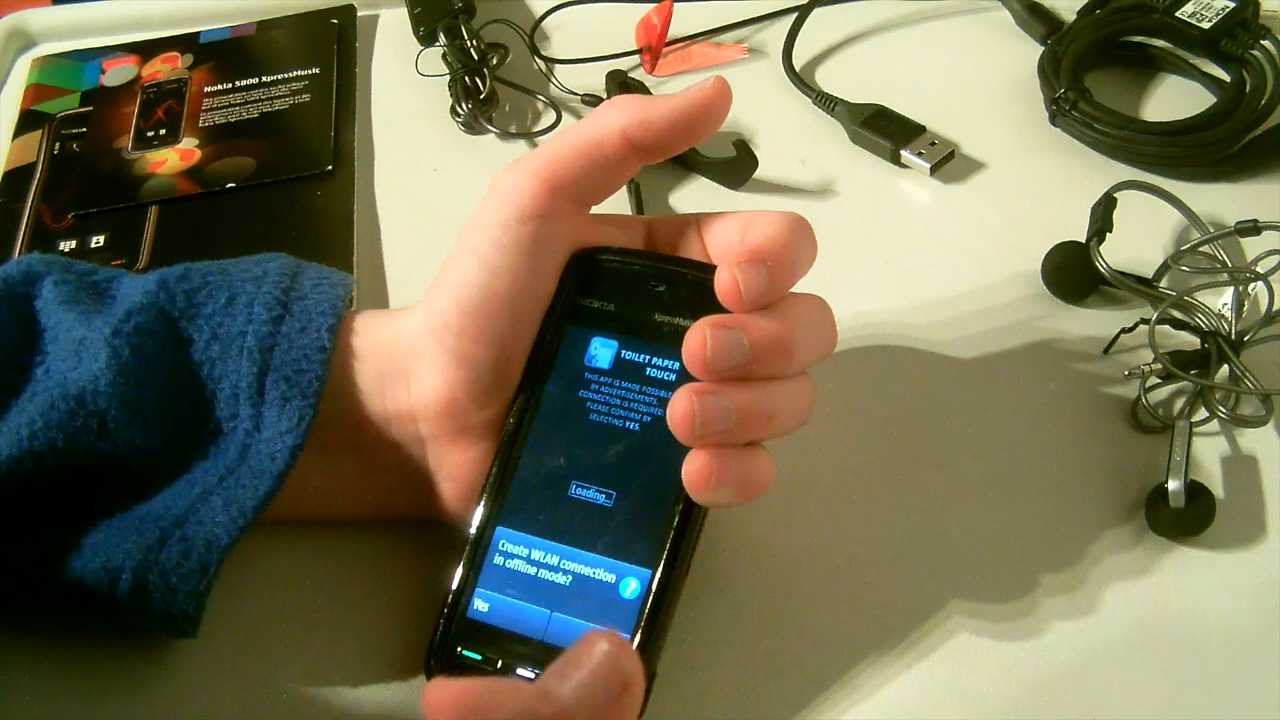 Nokia 5800 XpressMusic
NOKIA
NOKIA
XpressMusic
TOILET PAPER
TOUCH
THIS APP IS MADE POSSIBLE
BY ADVERTISEMENTS.
CONNECTION IS REQUIRED.
PLEASE CONFIRM BY
SELECTING YES.
Loading...
Create WLAN connection
in offline mode?
?
Yes